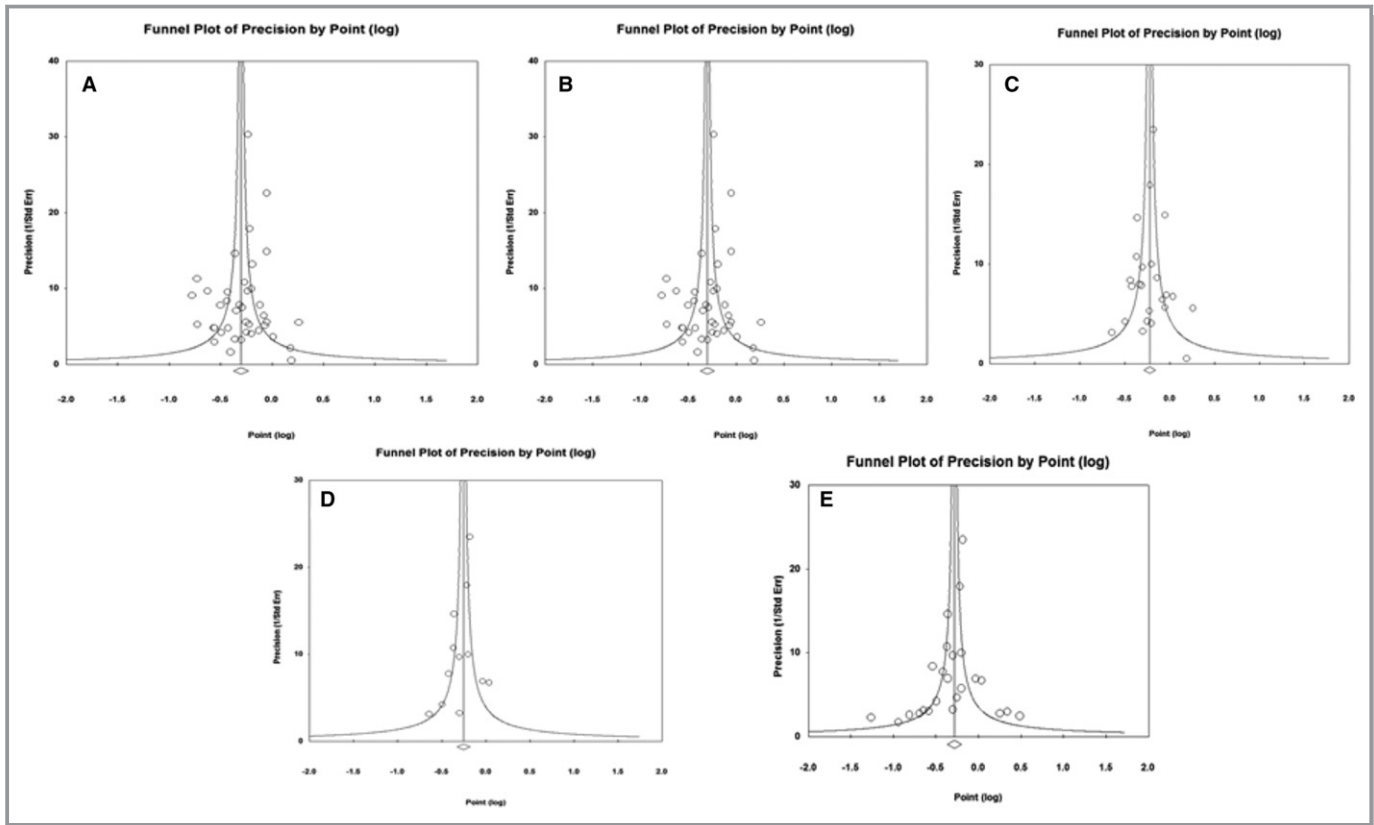 Funnel Plot of Precision by Point (log)
A
Precision (1/Std Err)
40
30
20
10
0
-2.0 -1.5 -1.0 -0.5 0.0 0.5 1.0 1.5 2.0
Point (log)
Funnel Plot of Precision by Point (log)
B
Precision (1/Std Err)
40
30
20
10
0
-2.0 -1.5 -1.0 -0.5 0.0 0.5 1.0 1.5 2.0
Point (log)
Funnel Plot of Precision by Point (log)
C
Precision (1/Std Err)
30
20
10
0
-2.0 -1.5 -1.0 -0.5 0.0 0.5 1.0 1.5 2.0
Point (log)
Funnel Plot of Precision by Point (log)
D
Precision (1/Std Err)
30
20
10
0
-2.0 -1.5 -1.0 -0.5 0.0 0.5 1.0 1.5 2.0
Point (log)
Funnel Plot of Precision by Point (log)
E
Precision (1/Std Err)
30
20
10
0
-2.0 -1.5 -1.0 -0.5 0.0 0.5 1.0 1.5 2.0
Point (log)